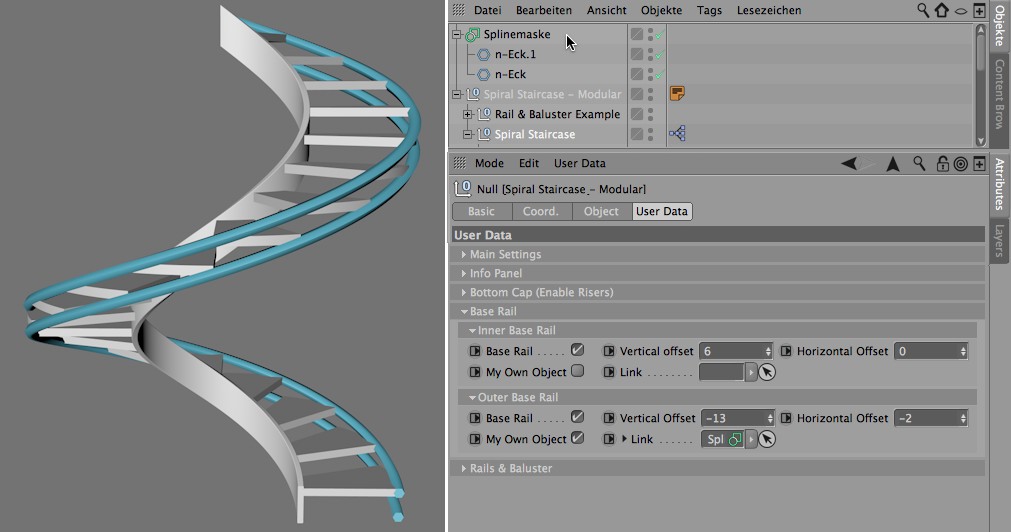 Datei Bearbeiten Ansicht Objekte Tags Lesezeichen
Splinemaske
n-Eck.1
n-Eck
Spiral Staircase - Modular
Rail & Baluster Example
Spiral Staircase
Objekte
Content Brow
Mode Edit User Data
Null [Spiral Staircase - Modular]
Basic Coord. Object User Data
User Data
Main Settings
Info Panel
Bottom Cap (Enable Risers)
Base Rail
Inner Base Rail
Base Rail ..... Vertical offset 6 Horizontal Offset 0
My Own Object Link ........
Outer Base Rail
Base Rail ..... Vertical Offset -13 Horizontal Offset -2
My Own Object Link ...... Spl
Rails & Baluster
Attributes
Layers